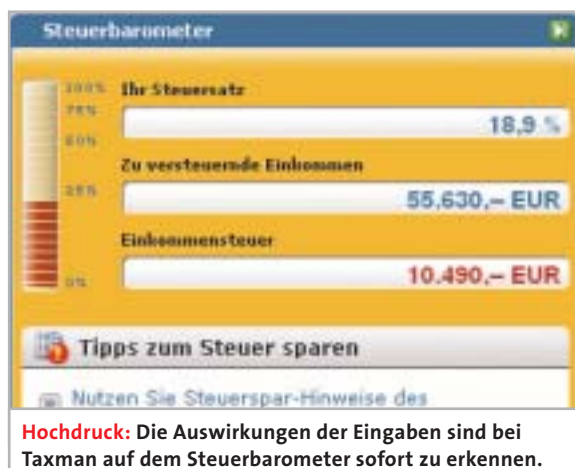 Steuerbarometer
100%
Ihr Steuersatz
75%
18,9 %
50%
Zu versteuernde Einkommen
25%
55.630,– EUR
Einkommensteuer
10.490,– EUR
0%
Tipps zum Steuer sparen
Nutzen Sie Steuerspar-Hinweise des
Hochdruck: Die Auswirkungen der Eingaben sind bei
Taxman auf dem Steuerbarometer sofort zu erkennen.